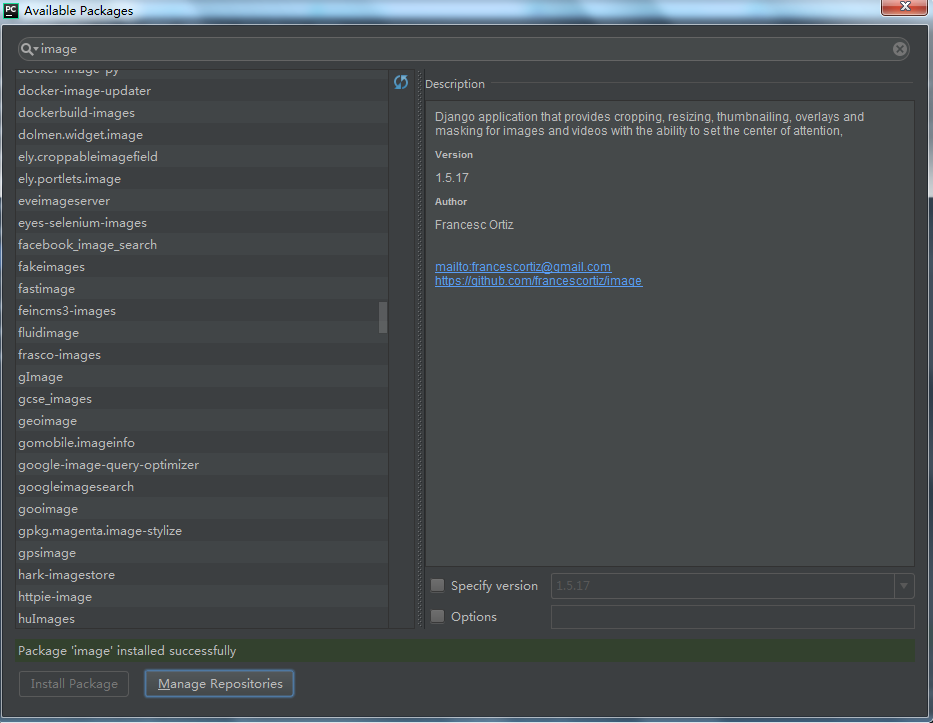 PC Available Packages
image
docker-image-py
docker-image-updater
dockerbuild-images
dolmen.widget.image
ely.croppableimagefield
ely.portlets.image
eveimageserver
eyes-selenium-images
facebook_image_search
fakeimages
fastimage
feincms3-images
fluidimage
frasco-images
gImage
gcse_images
geoimage
gomobile.imageinfo
google-image-query-optimizer
googleimagesearch
gooimage
gpkg.magenta.image-stylize
gpsimage
hark-imagestore
httpie-image
huImages
Description
Django application that provides cropping, resizing, thumbnailing, overlays and
masking for images and videos with the ability to set the center of attention,
Version
1.5.17
Author
Francesc Ortiz
mailto:francescortiz@gmail.com
https://github.com/francescortiz/image
Specify version
1.5.17
Options
Package 'image' installed successfully
Install Package
Manage Repositories